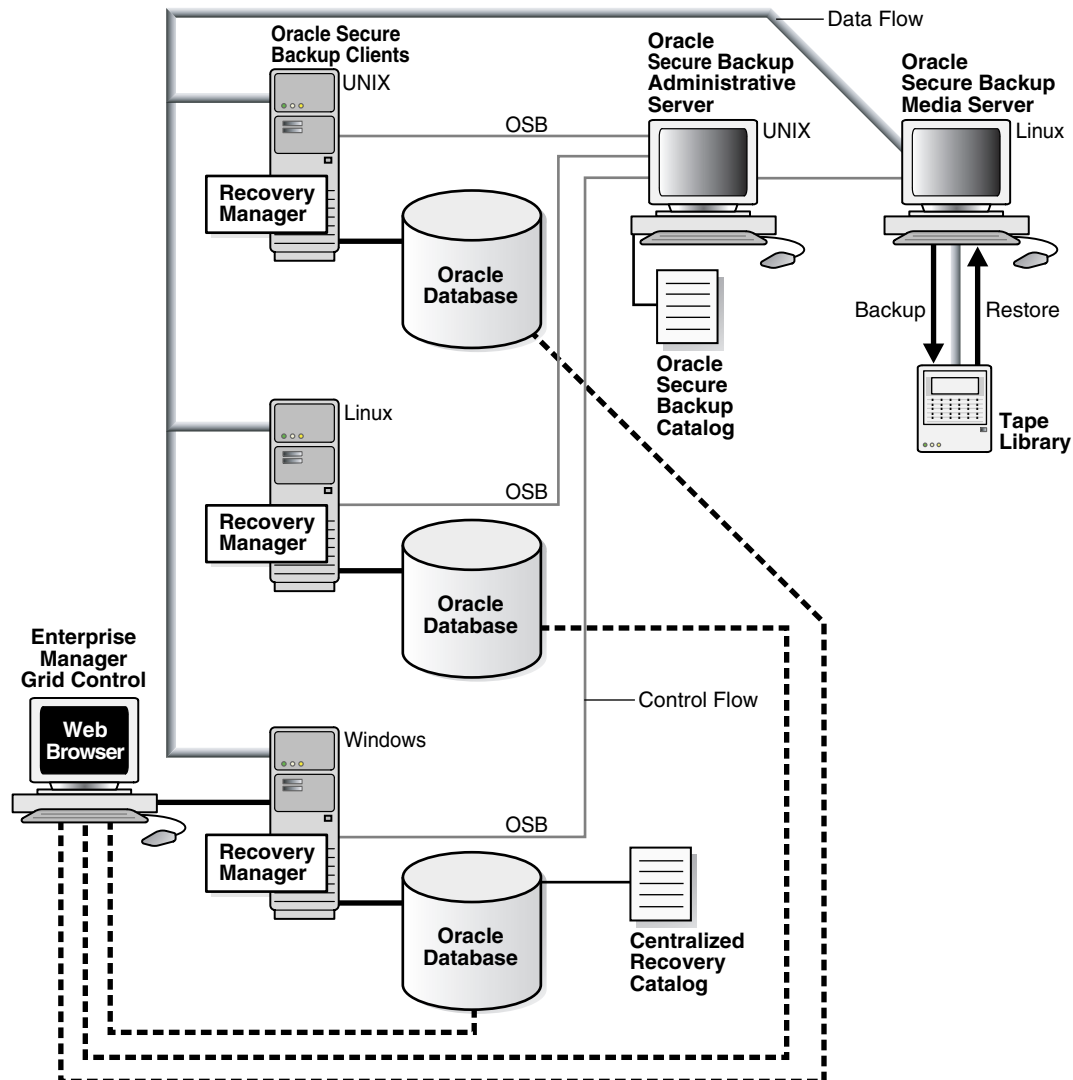 Data Flow
Oracle Secure
Backup Clients
UNIX
Oracle
Secure Backup
Administrative
Server
UNIX
Oracle
Secure Backup
Media Server
Linux
OSB
Recovery
Manager
Oracle
Database
Backup
Restore
Oracle
Secure
Backup
Catalog
Tape
Library
Linux
OSB
Recovery
Manager
Oracle
Database
Enterprise
Manager
Grid Control
Web
Browser
Control Flow
Windows
OSB
Recovery
Manager
Oracle
Database
Centralized
Recovery
Catalog